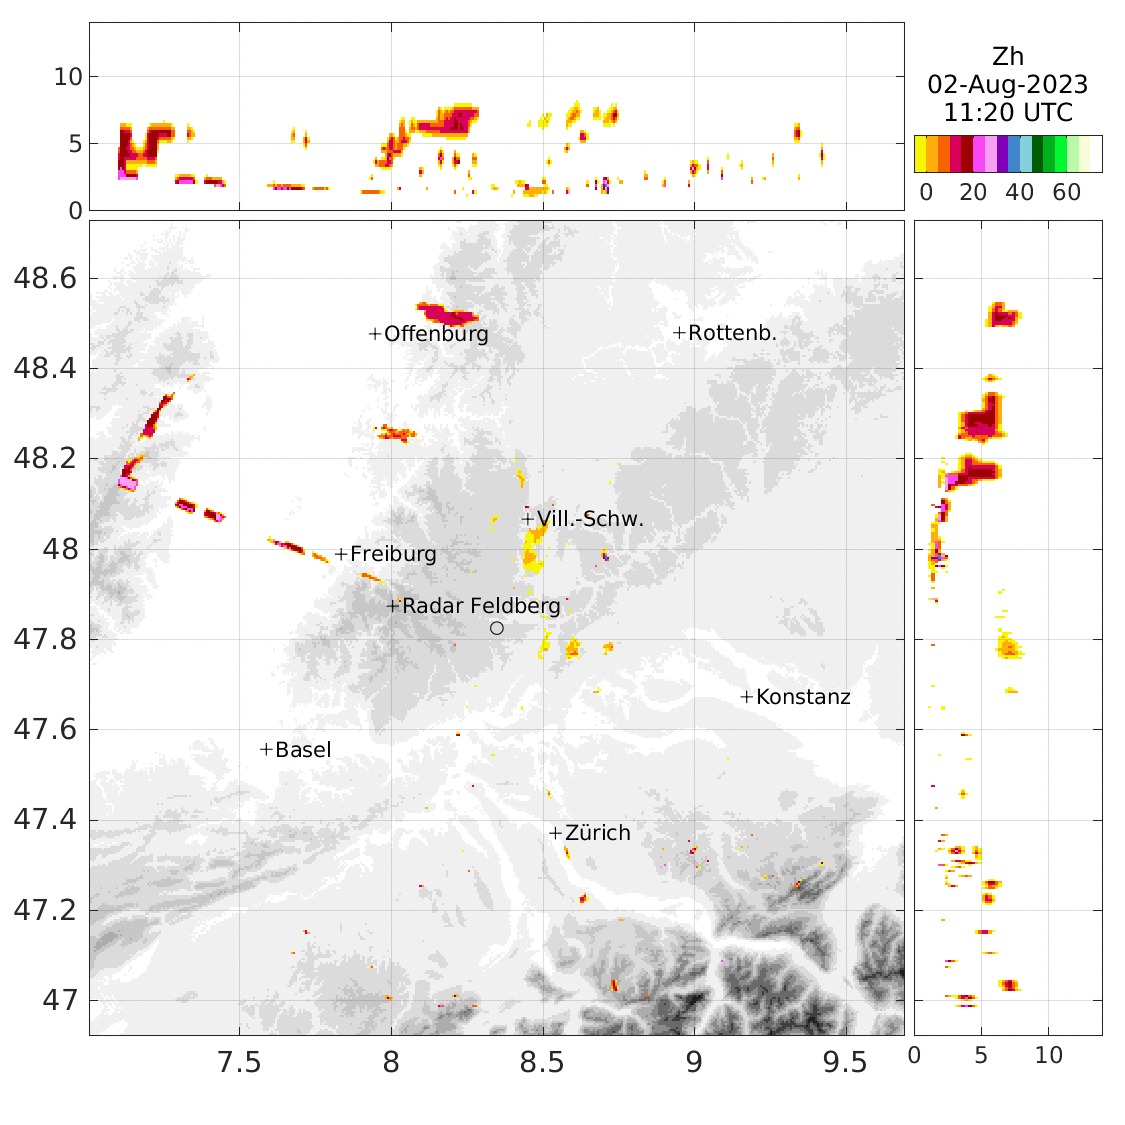 10
5
0
Zh
02-Aug-2023
11:20 UTC
0 20 40 60
48.6
48.4
48.2
48
47.8
47.6
47.4
47.2
47
+Offenburg
+Rottenb.
+Vill.-Schw.
+Freiburg
+Radar Feldberg
+Konstanz
+Basel
+Zürich
7.5 8 8.5 9 9.5
0 5 10